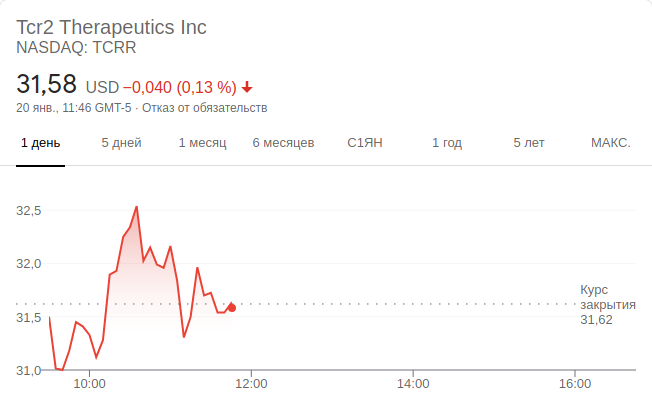 Tcr2 Therapeutics Inc
NASDAQ: TCRR
31,58 USD −0,040 (0,13 %)
20 янв., 11:46 GMT-5 · Отказ от обязательств
1 день 5 дней 1 месяц 6 месяцев С1ЯН 1 год 5 лет МАКС.
32,5
32,0
Курс
закрытия
31,62
31,5
31,0
10:00 12:00 14:00 16:00